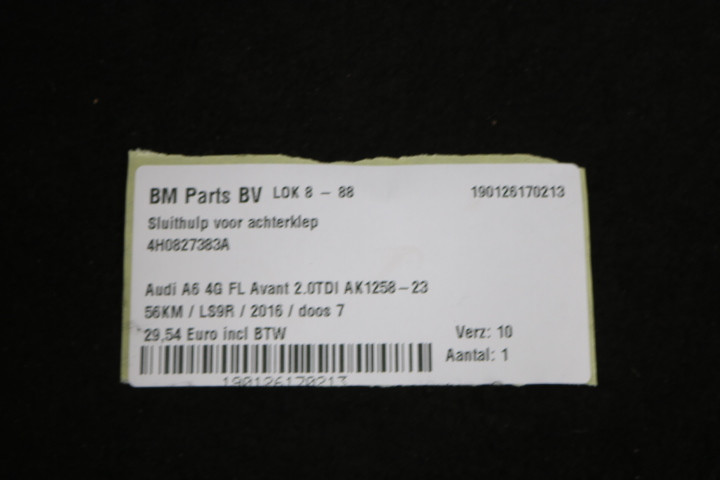 BM Parts BV LOK 8 - 88 190126170213
Sluithulp voor achterklep
4H0827383A
Audi A6 4G FL Avant 2.0TDI AK1258-23
56KM / LS9R / 2016 / doos 7
29,54 Euro incl BTW Verz: 10
Aantal: 1
190126170213